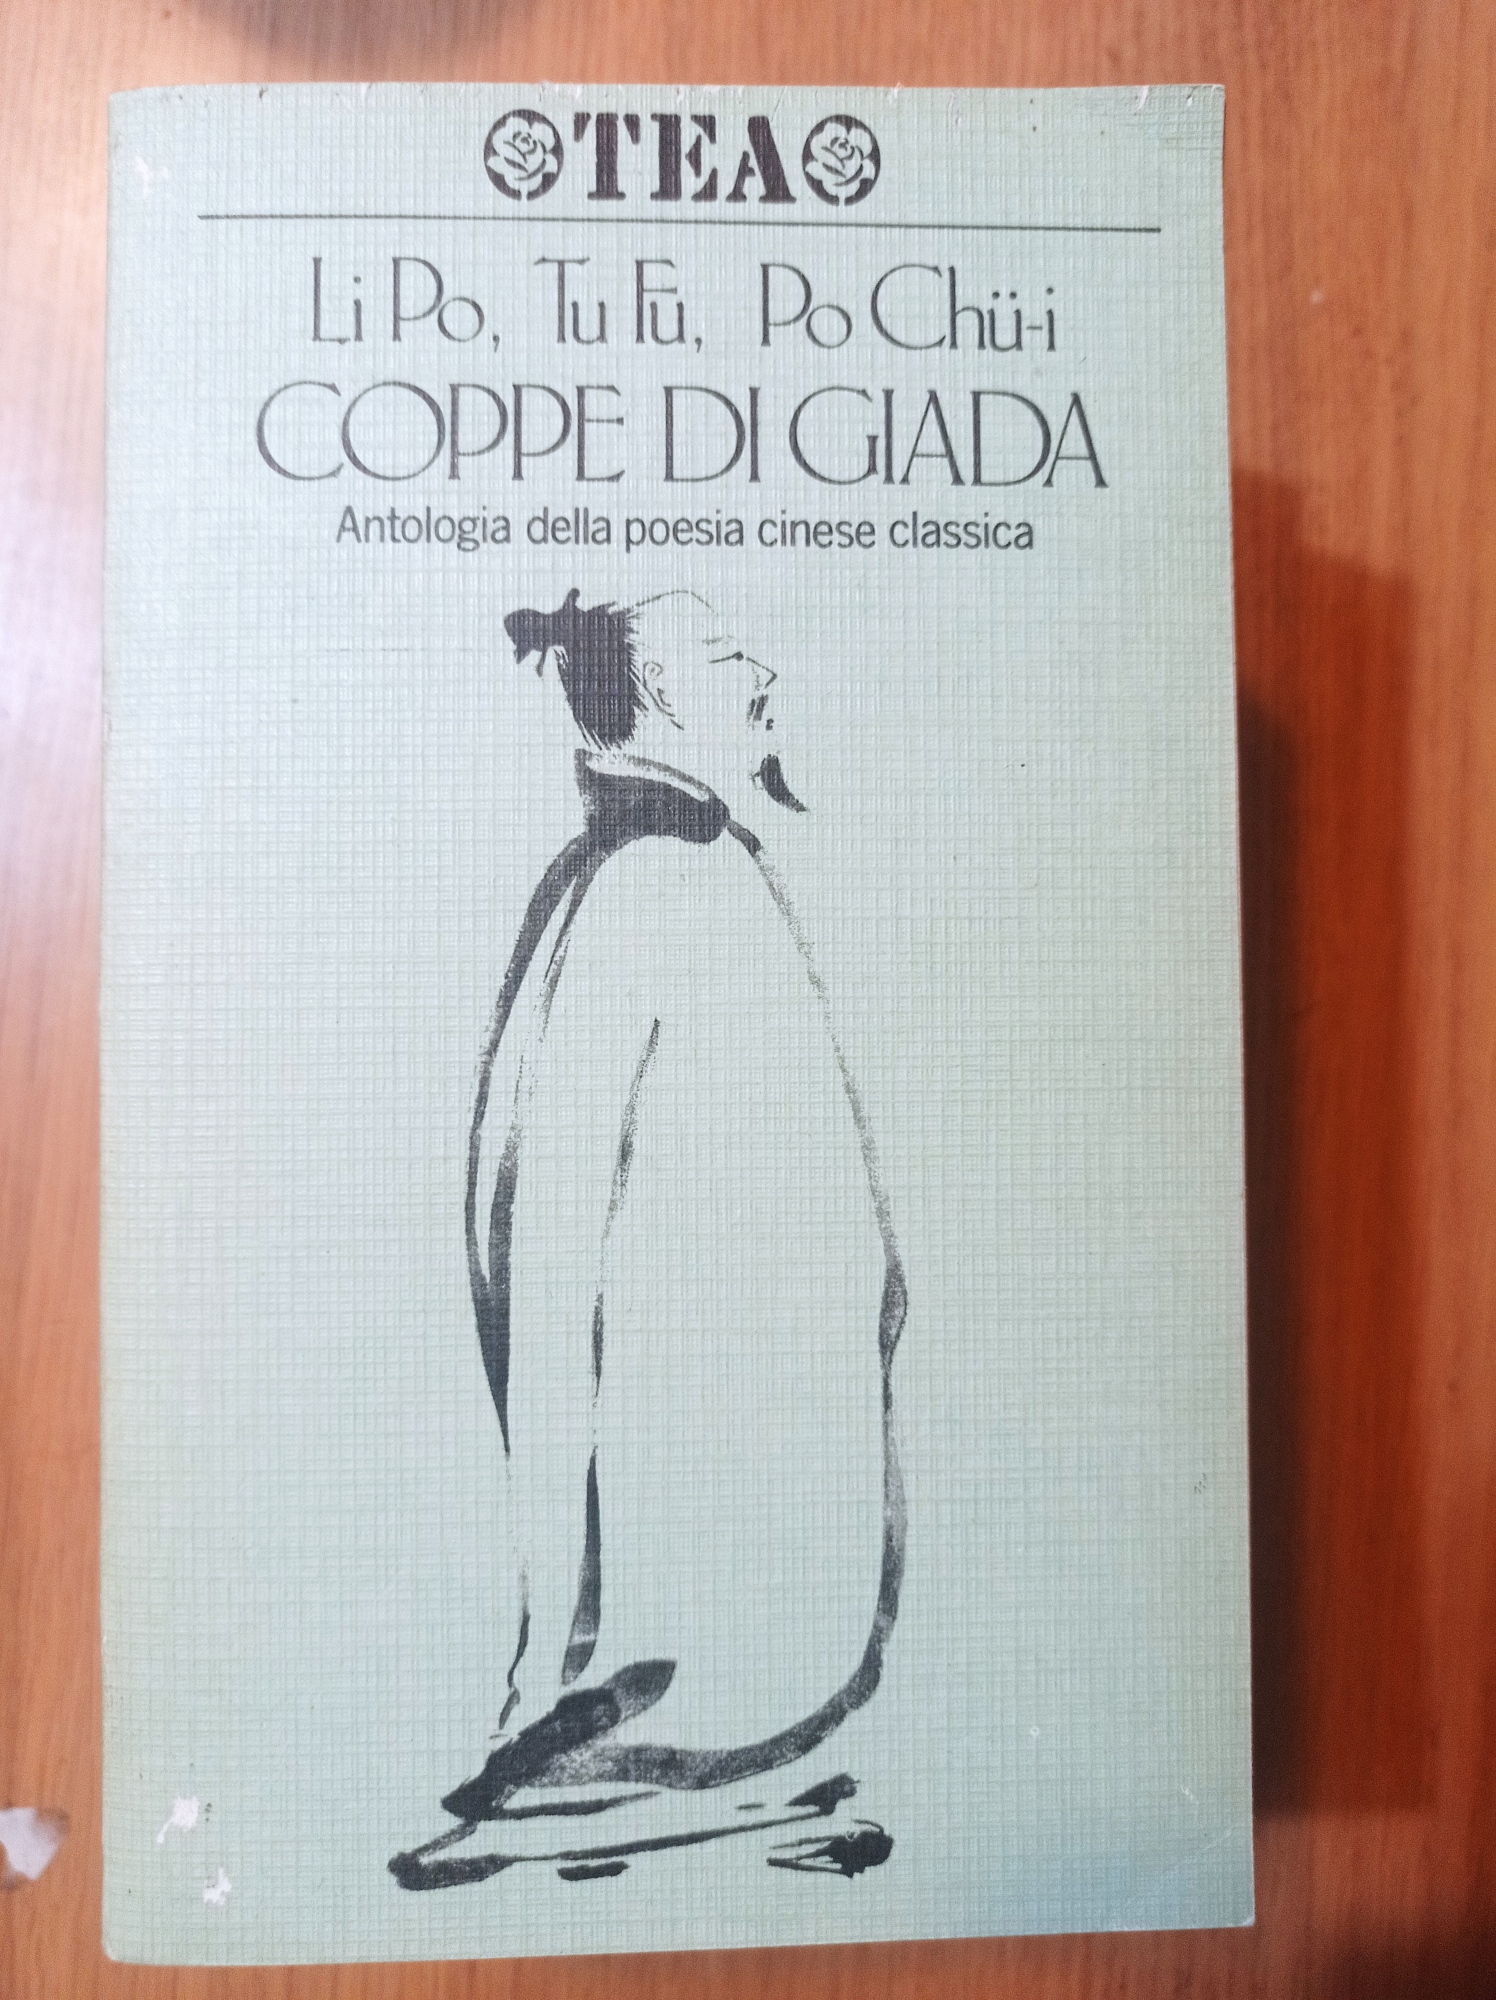 TEA
Li Po, Tu Fu, Po Chü-i
COPPE DI GIADA
Antologia della poesia cinese classica